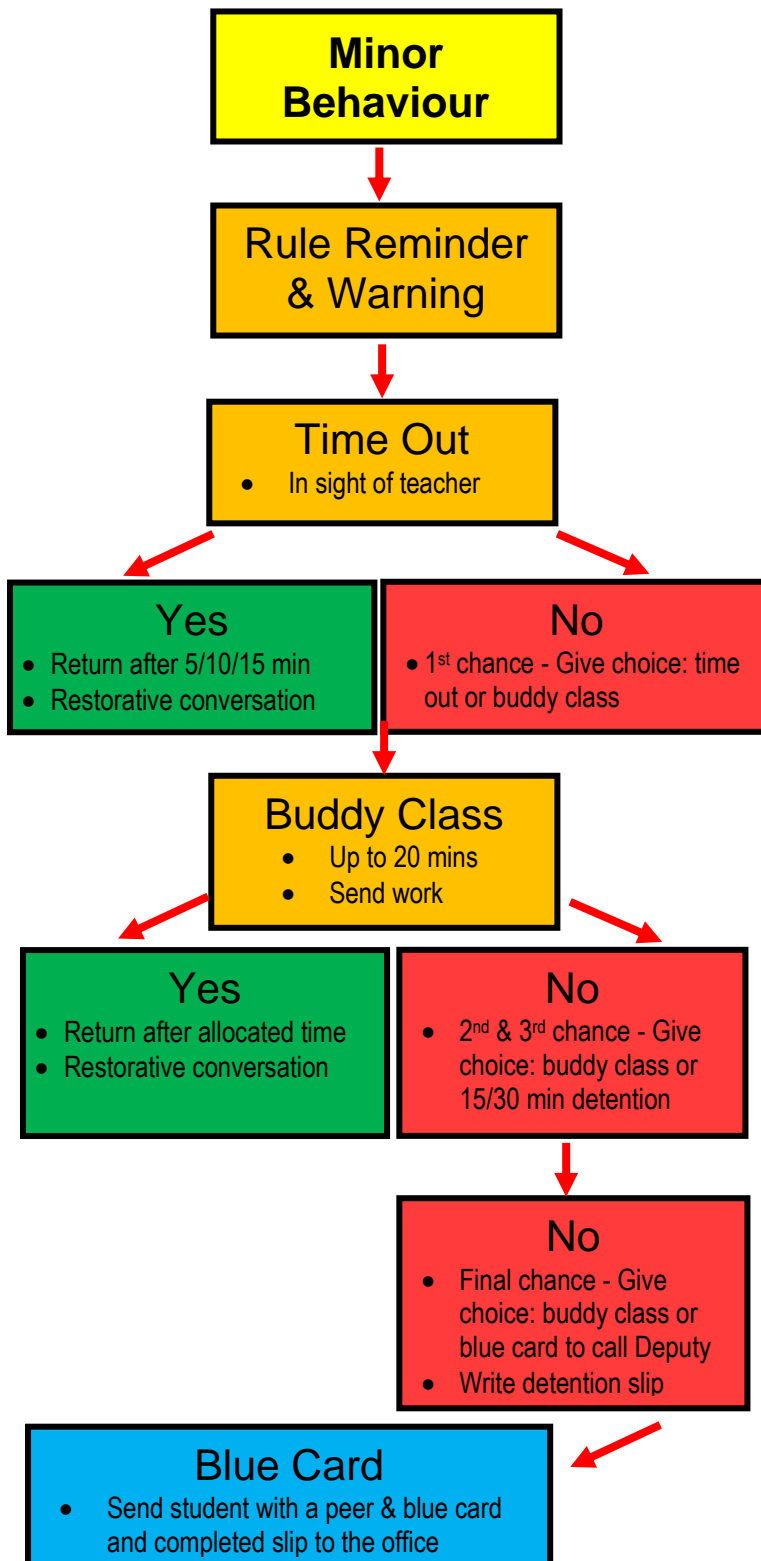 Minor
Behaviour
Rule Reminder
& Warning
Time Out
• In sight of teacher
Yes
• Return after 5/10/15 min
• Restorative conversation
No
• 1st chance - Give choice: time
out or buddy class
Buddy Class
• Up to 20 mins
• Send work
Yes
• Return after allocated time
• Restorative conversation
No
• 2nd & 3rd chance - Give
choice: buddy class or
15/30 min detention
No
• Final chance - Give
choice: buddy class or
blue card to call Deputy
• Write detention slip
Blue Card
• Send student with a peer & blue card
and completed slip to the office